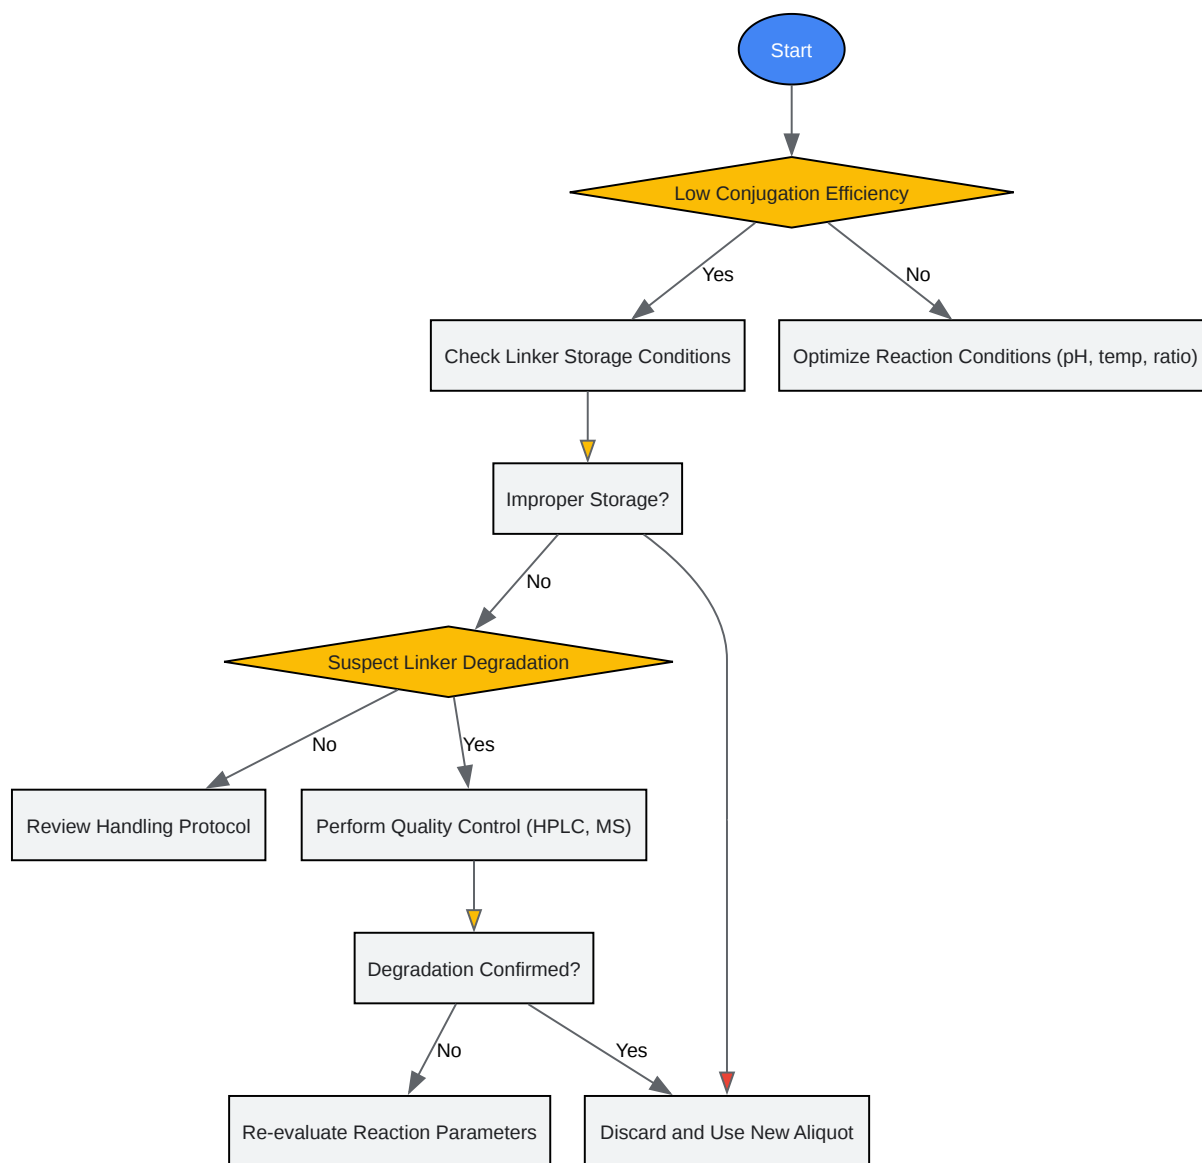 Start
Low Conjugation Efficiency
Yes
No
Check Linker Storage Conditions
Optimize Reaction Conditions (pH, temp, ratio)
Improper Storage?
No
Suspect Linker Degradation
No
Yes
Review Handling Protocol
Perform Quality Control (HPLC, MS)
Degradation Confirmed?
No
Yes
Re-evaluate Reaction Parameters
Discard and Use New Aliquot